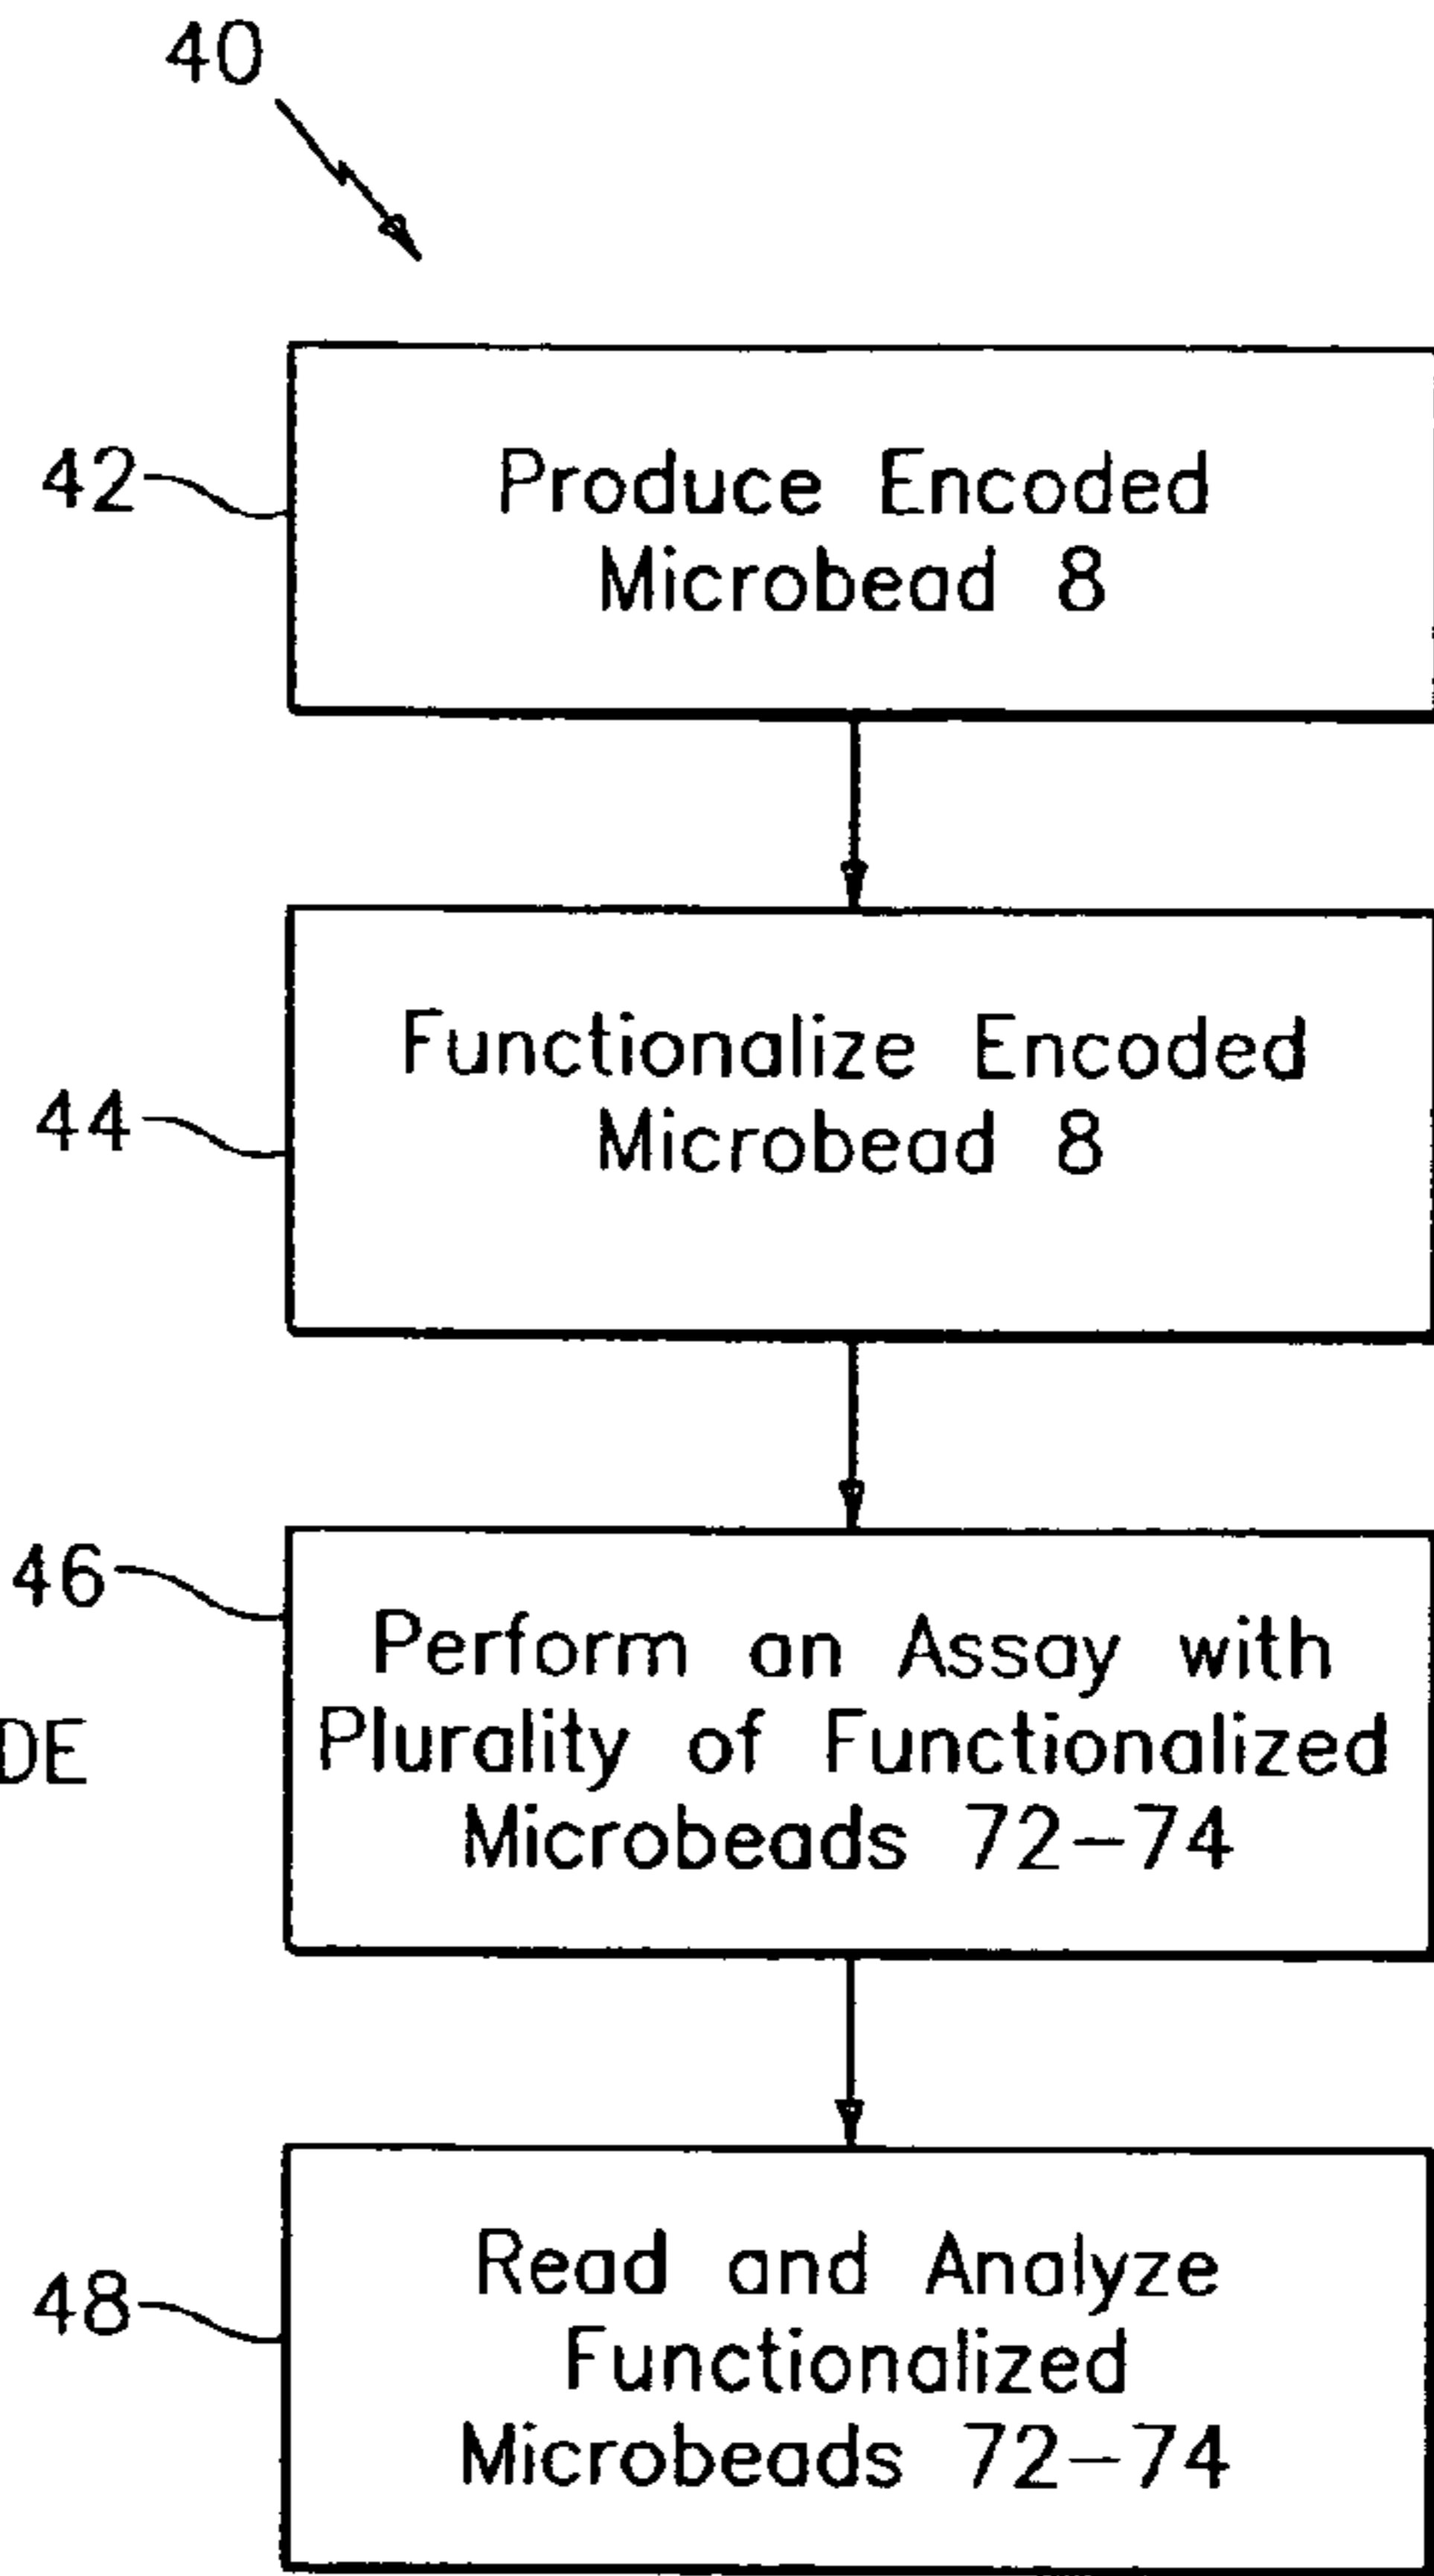 40
42
Produce Encoded
Microbead 8
44
Functionalize Encoded
Microbead 8
46
Perform an Assay with
Plurality of Functionalized
Microbeads 72-74
DE
48
Read and Analyze
Functionalized
Microbeads 72-74